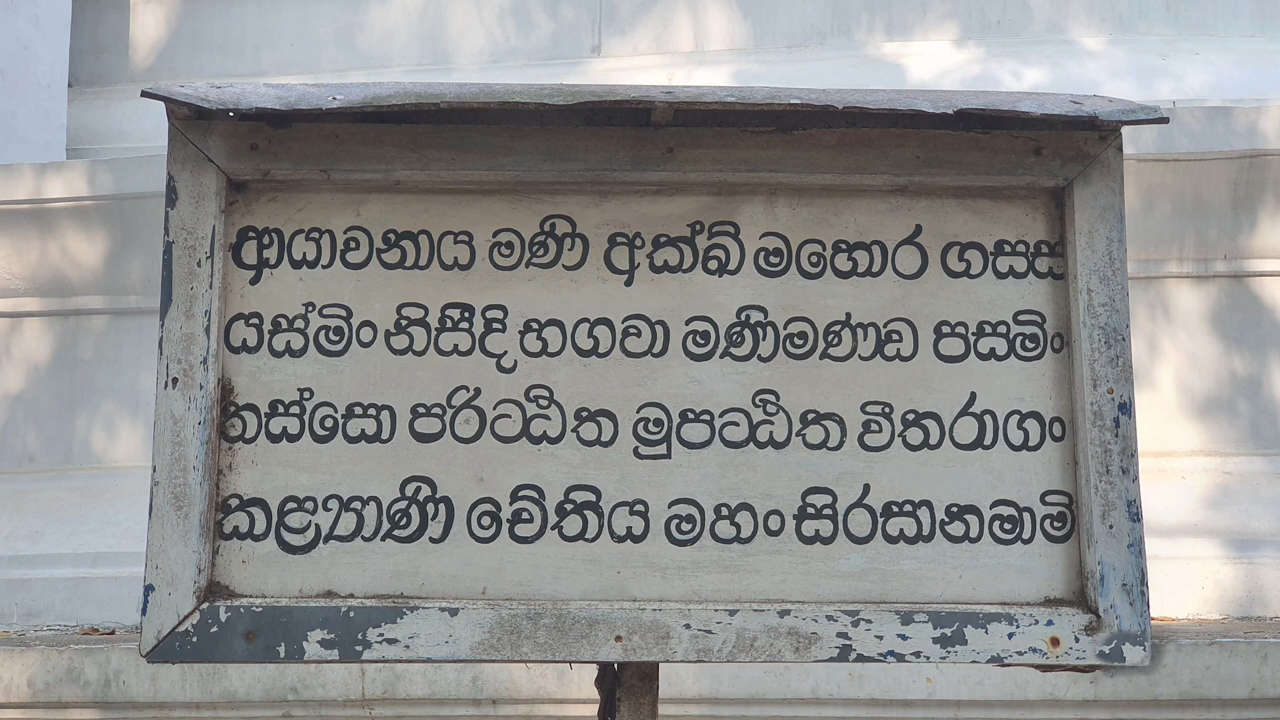 ආයාචනාය මණි අක්ඛි මහොර ගසස
යස්මිං නිසීදි භගවා මණිමණ්ඩ පසමිං
තස්සො පරිටඨිත මුපටඨිත වීතරාගං
කළ්‍යාණි චේතිය මහං සිරසානමාමි